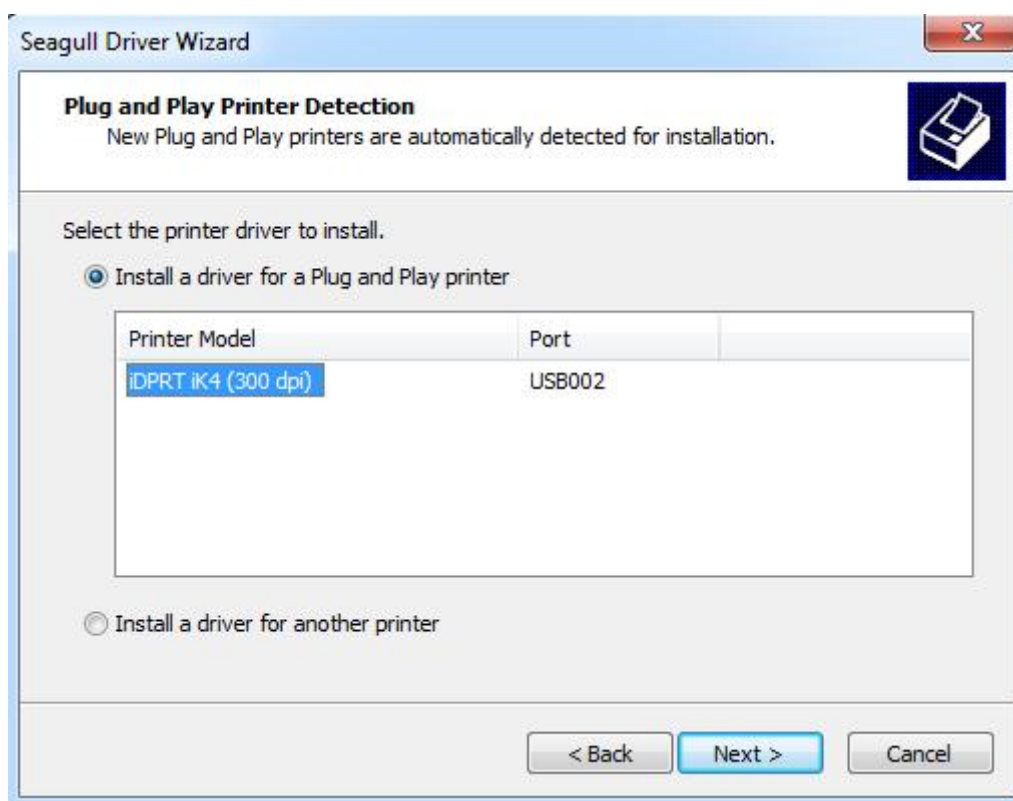 Seagull Driver Wizard
Plug and Play Printer Detection
New Plug and Play printers are automatically detected for installation.
Select the printer driver to install.
Install a driver for a Plug and Play printer
Printer Model Port
iDPRT iK4 (300 dpi) USB002
Install a driver for another printer
< Back Next > Cancel